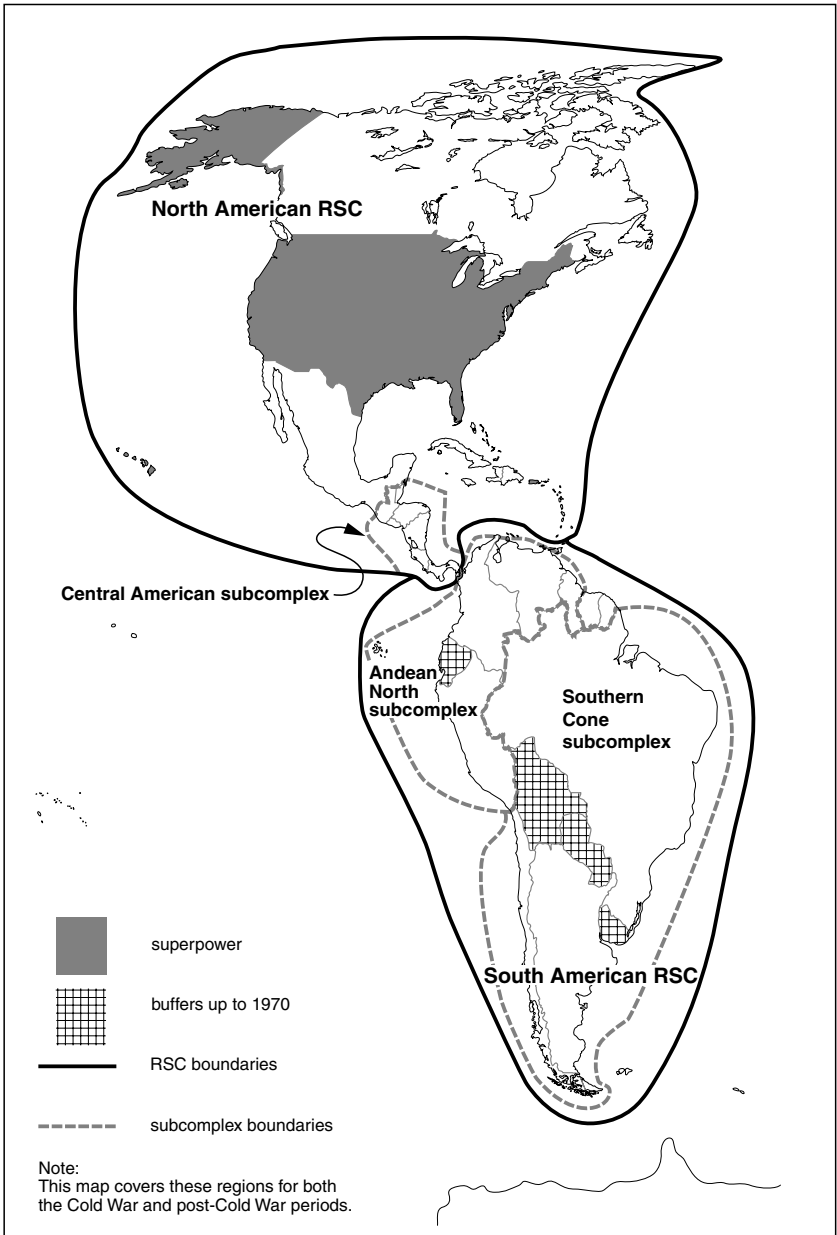 North American RSC
Central American subcomplex
Andean
North
subcomplex
Southern
Cone
subcomplex
South American RSC
superpower
buffers up to 1970
RSC boundaries
subcomplex boundaries
Note:
This map covers these regions for both
the Cold War and post-Cold War periods.